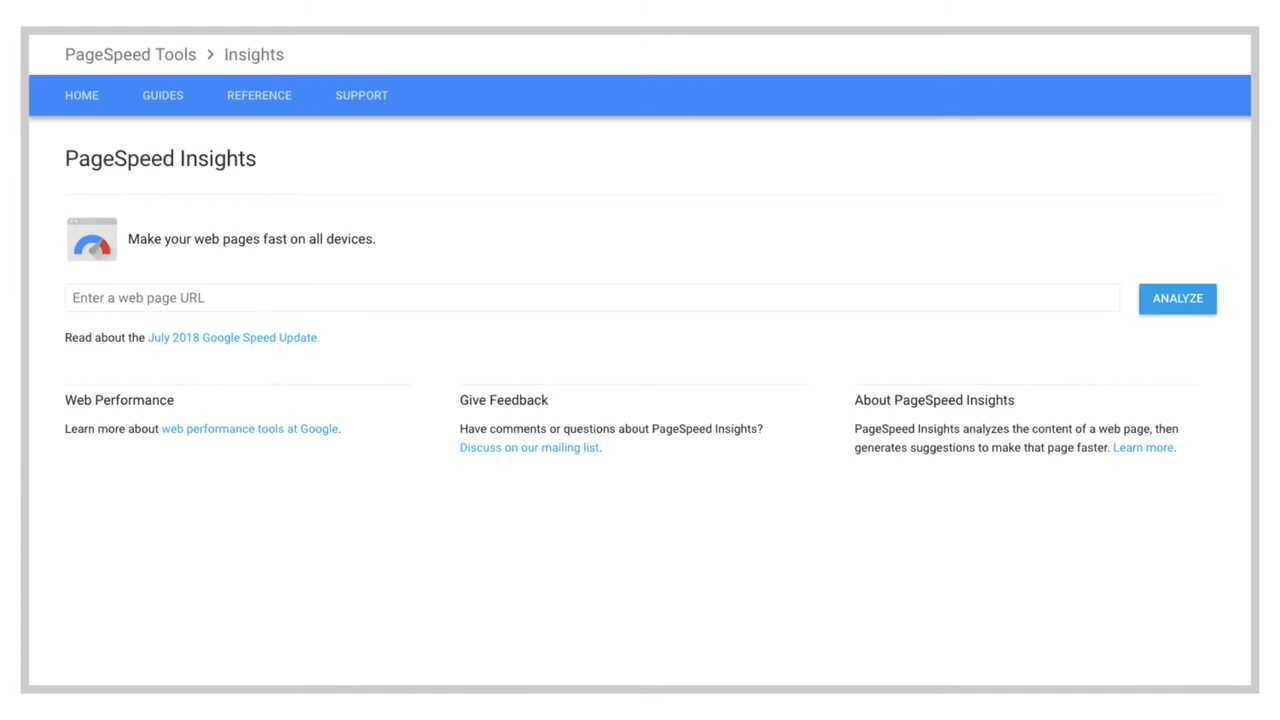 PageSpeed Tools > Insights
HOME GUIDES REFERENCE SUPPORT
PageSpeed Insights
Make your web pages fast on all devices.
Enter a web page URL
ANALYZE
Read about the July 2018 Google Speed Update.
Web Performance
Learn more about web performance tools at Google.
Give Feedback
Have comments or questions about PageSpeed Insights?
Discuss on our mailing list.
About PageSpeed Insights
PageSpeed Insights analyzes the content of a web page, then
generates suggestions to make that page faster. Learn more.